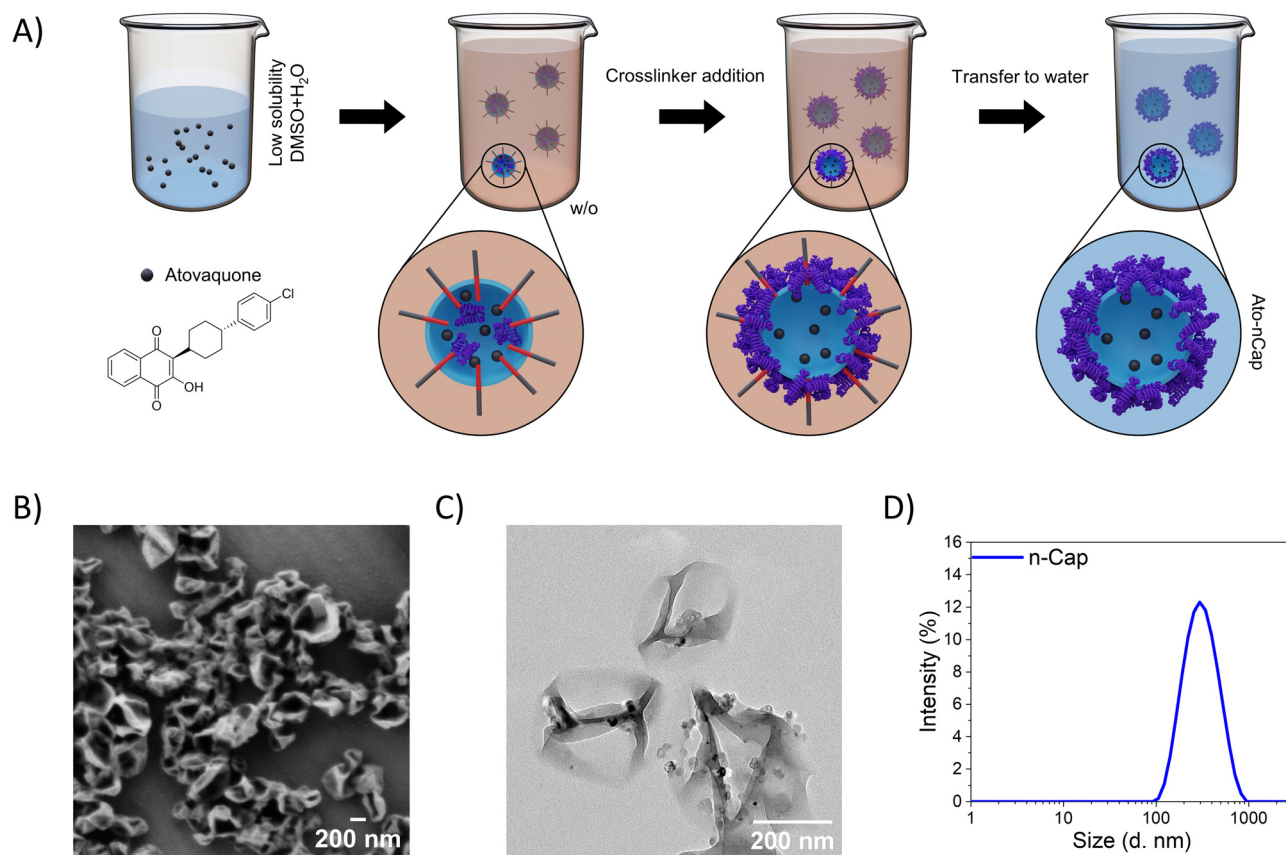 A)
Low solubility
DMSO+H₂O
Crosslinker addition
Transfer to water
w/o
Atovaquone
Cl
O
OH
O
Ato-nCap
B)
200 nm
C)
200 nm
D)
n-Cap
Intensity (%)
16
14
12
10
8
6
4
2
0
1
10
100
1000
Size (d. nm)